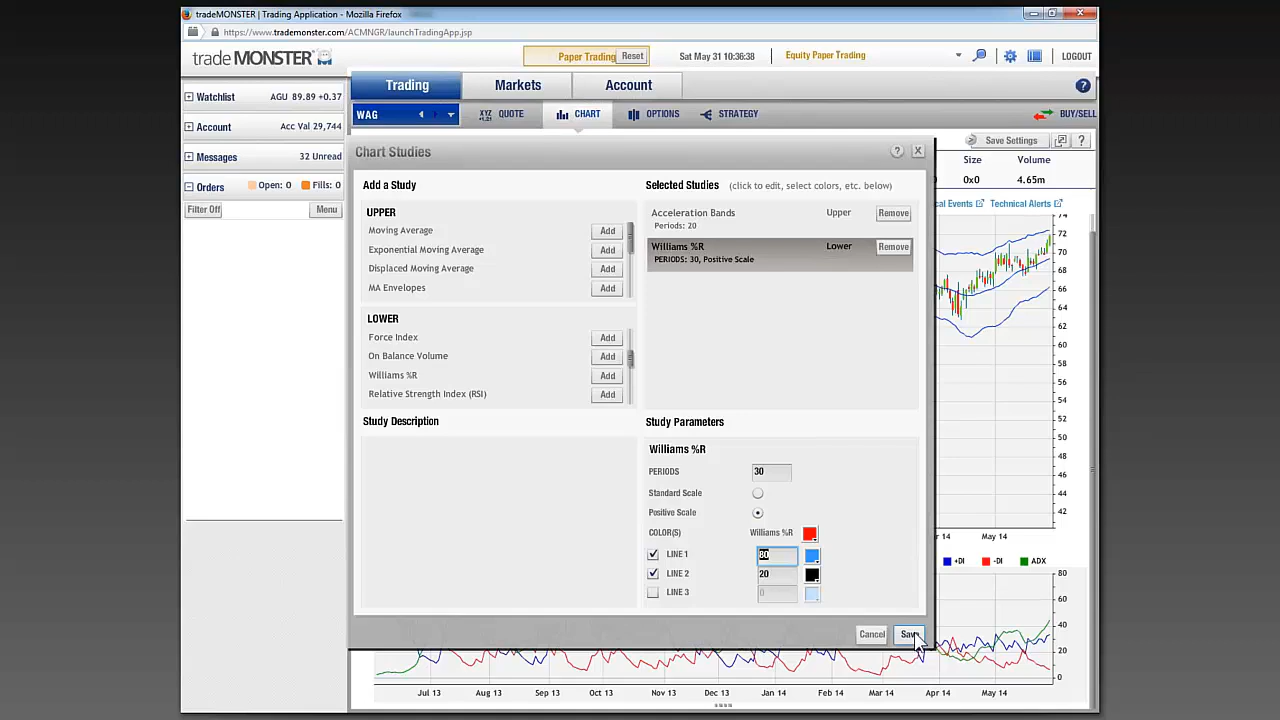 tradeMONSTER | Trading Application - Mozilla Firefox
https://www.trademonster.com/ACMNGR/launchTradingApp.jsp
trade MONSTER
Paper Trading Reset
Sat May 31 10:36:38
Equity Paper Trading
LOGOUT
Watchlist AGU 89.89 +0.37
Account Acc Val 29,744
Messages 32 Unread
Orders Open: 0 Fills: 0
Filter Off Menu
Trading Markets Account
WAG QUOTE CHART OPTIONS STRATEGY BUY/SELL
Save Settings
Size Volume
0x0 4.65m
Technical Alerts
Chart Studies
Add a Study
UPPER
Moving Average Add
Exponential Moving Average Add
Displaced Moving Average Add
MA Envelopes Add
LOWER
Force Index Add
On Balance Volume Add
Williams %R Add
Relative Strength Index (RSI) Add
Study Description
Selected Studies (click to edit, select colors, etc. below)
Acceleration Bands Upper Remove
Periods: 20
Williams %R Lower Remove
PERIODS: 30, Positive Scale
Study Parameters
Williams %R
PERIODS 30
Standard Scale
Positive Scale
COLOR(S) Williams %R
LINE 1 80
LINE 2 20
LINE 3 0
Cancel Save
74
72
70
68
66
64
62
60
58
56
54
52
50
48
46
44
42
May 14
+DI -DI ADX
80
60
40
20
0
Jul 13 Aug 13 Sep 13 Oct 13 Nov 13 Dec 13 Jan 14 Feb 14 Mar 14 Apr 14 May 14